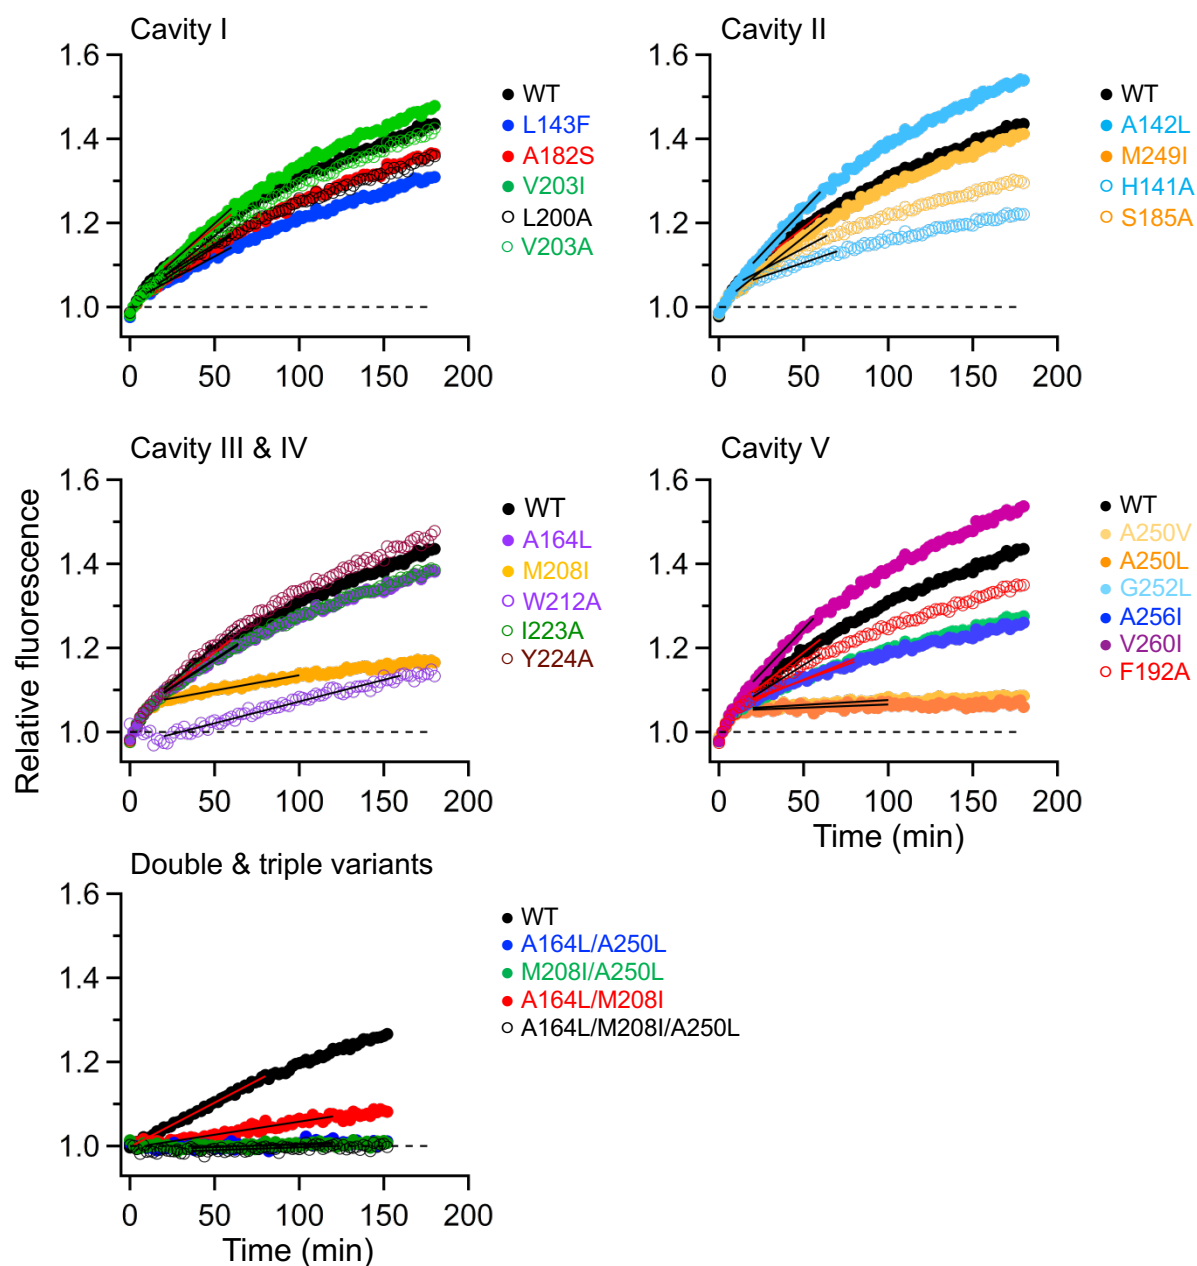 Cavity I
1.6
1.4
1.2
1.0
0
50
100
150
200
WT
L143F
A182S
V203I
L200A
V203A
Cavity II
1.6
1.4
1.2
1.0
0
50
100
150
200
WT
A142L
M249I
H141A
S185A
Relative fluorescence
Cavity III & IV
1.6
1.4
1.2
1.0
0
50
100
150
200
WT
A164L
M208I
W212A
I223A
Y224A
Cavity V
1.6
1.4
1.2
1.0
0
50
100
150
200
Time (min)
WT
A250V
A250L
G252L
A256I
V260I
F192A
Double & triple variants
1.6
1.4
1.2
1.0
0
50
100
150
200
Time (min)
WT
A164L/A250L
M208I/A250L
A164L/M208I
A164L/M208I/A250L